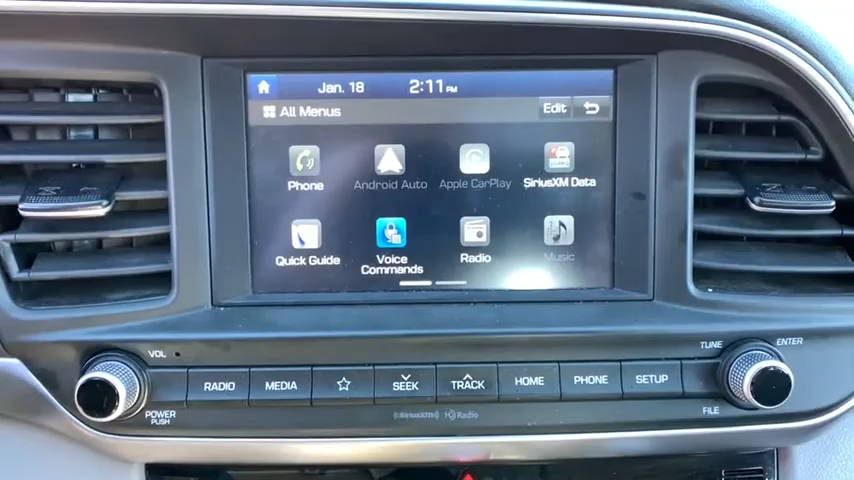 Jan. 18 2:11 PM
All Menus Edit
Phone Android Auto Apple CarPlay SiriusXM Data
Quick Guide Voice Commands Radio Music
VOL TUNE ENTER
RADIO MEDIA SEEK TRACK HOME PHONE SETUP
POWER PUSH
((SiriusXM)) HD Radio
FILE